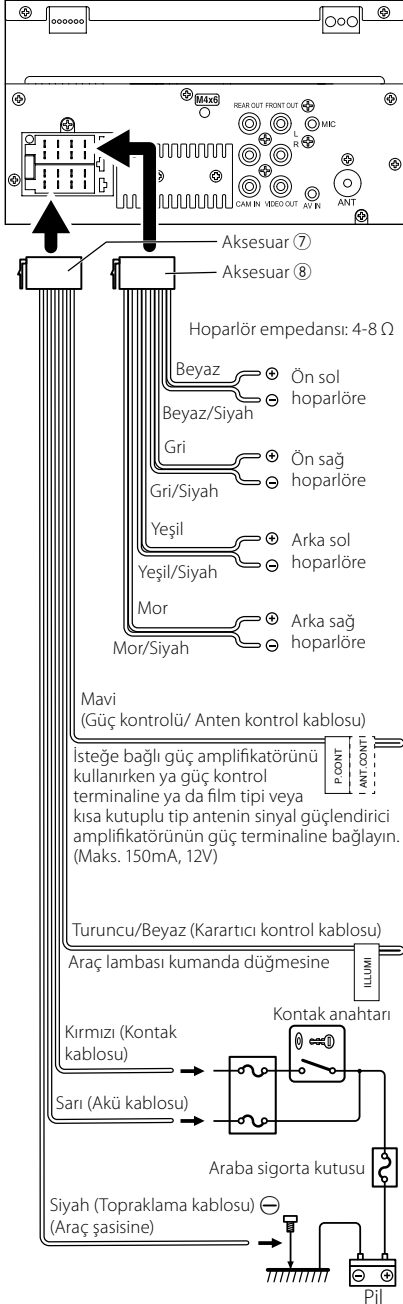 M4x6
REAR OUT FRONT OUT
L
R
MIC
CAM IN VIDEO OUT AV IN
ANT
Aksesuar ⑦
Aksesuar ⑧
Hoparlör empedansı: 4-8 Ω
Beyaz
Beyaz/Siyah
⊕
⊖
Ön sol
hoparlöre
Gri
Gri/Siyah
⊕
⊖
Ön sağ
hoparlöre
Yeşil
Yeşil/Siyah
⊕
⊖
Arka sol
hoparlöre
Mor
Mor/Siyah
⊕
⊖
Arka sağ
hoparlöre
Mavi
(Güç kontrolü/ Anten kontrol kablosu)
P.CONT
ANT.CONT
İsteğe bağlı güç amplifikatörünü
kullanırken ya güç kontrol
terminaline ya da film tipi veya
kısa kutuplu tip antenin sinyal güçlendirici
amplifikatörünün güç terminaline bağlayın.
(Maks. 150mA, 12V)
Turuncu/Beyaz (Karartıcı kontrol kablosu)
Araç lambası kumanda düğmesine
ILLUMI
Kontak anahtarı
Kırmızı (Kontak
kablosu)
Sarı (Akü kablosu)
Araba sigorta kutusu
Siyah (Topraklama kablosu) ⊖
(Araç şasisine)
⊖ ⊕
Pil